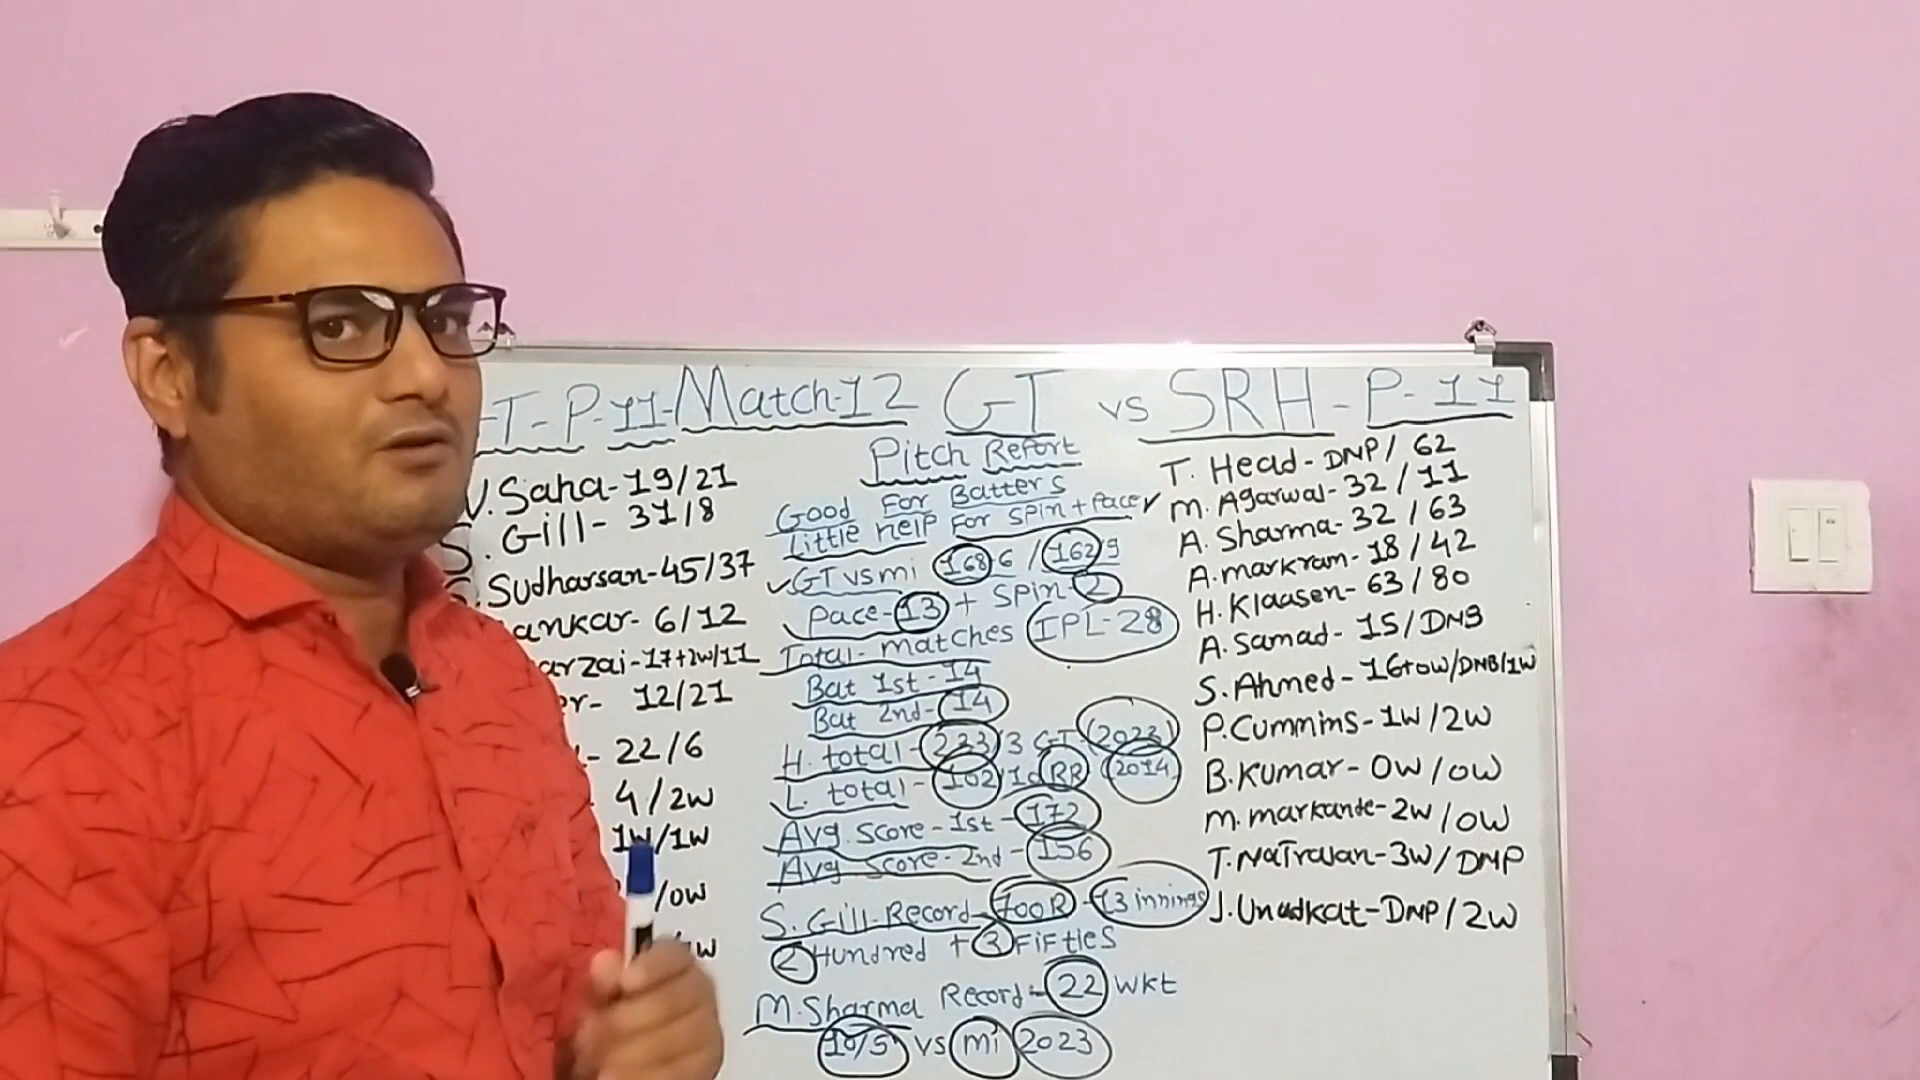 T-P-11-Match-12 GT vs SRH-P-11
W.Saha-19/21
S.Gill-31/8
S.Sudharsan-45/37
ankar-6/12
arzai-17+2w/11
er-12/21
-22/6
4/2w
1w/1w
/0w
w
Pitch Report
Good For Batters
Little help For spin+Pacer
GTvsmi 168-6/162-9
Pace-13+Spin-2
Total-matches IPL-28
Bat 1st-14
Bat 2nd-14
H.total-233/3 GT-(2023)
L.total-102/10 RR (2014)
Avg.score-1st-172
Avg score-2nd-156
S.Gill-Record-700R-13 innings
2 Hundred + 3 Fifties
M.Sharma Record-22 wkt
10/5 vs mi 2023
T. Head-DNP/62
M.Agarwal-32/11
A.Sharma-32/63
A.markram-18/42
H.Klaasen-63/80
A.Samad-15/DNB
S.Ahmed-16+0w/DNB/1w
P.Cummins-1w/2w
B.Kumar-0w/0w
M.markande-2w/0w
T.Natrajan-3w/DNP
J.Unadkat-DNP/2w